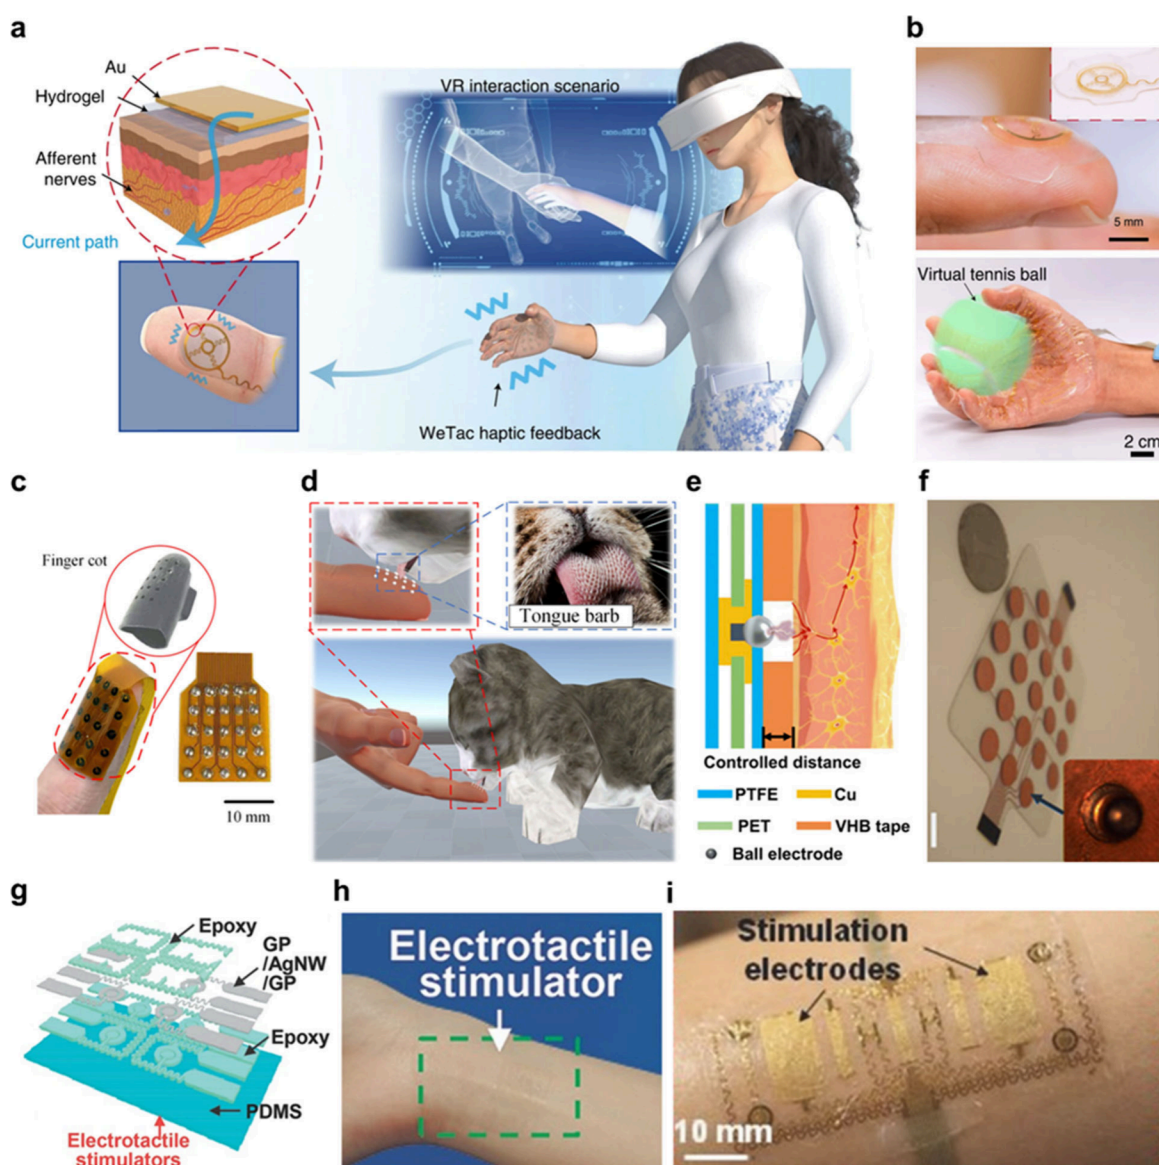 a
Au
Hydrogel
Afferent
nerves
Current path
VR interaction scenario
WeTac haptic feedback
b
5 mm
Virtual tennis ball
2 cm
c
Finger cot
10 mm
d
Tongue barb
e
Controlled distance
PTFE
Cu
PET
VHB tape
Ball electrode
f
g
Epoxy
GP
/AgNW
/GP
Epoxy
PDMS
Electrotactile
stimulators
h
Electrotactile
stimulator
i
Stimulation
electrodes
10 mm